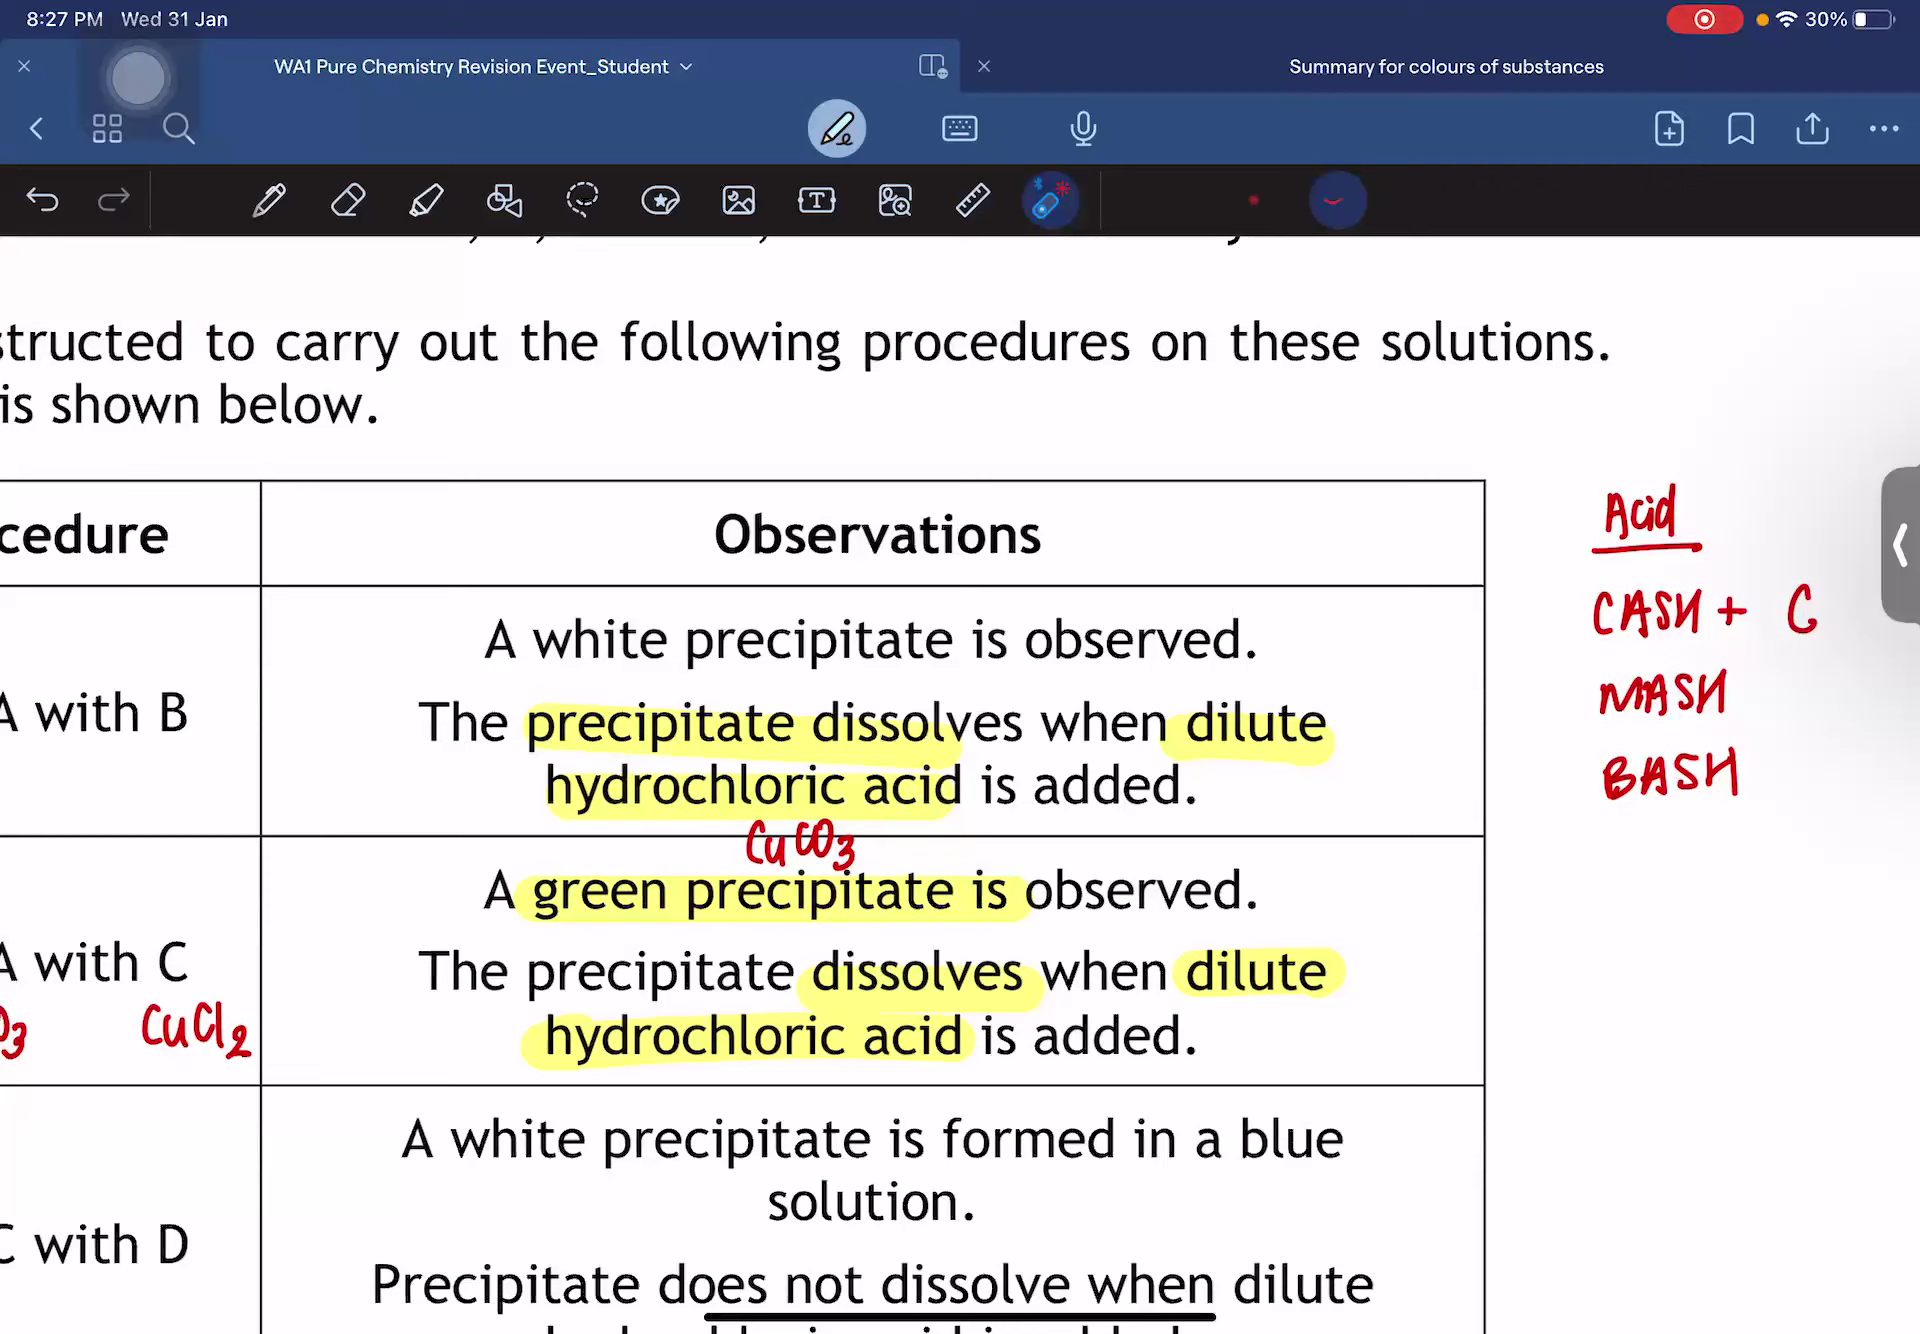 8:27 PM Wed 31 Jan
30%
WA1 Pure Chemistry Revision Event_Student
Summary for colours of substances
structed to carry out the following procedures on these solutions.
is shown below.
cedure
Observations
A with B
A white precipitate is observed.
The precipitate dissolves when dilute
hydrochloric acid is added.
CuCO3
A with C
O3 CuCl2
A green precipitate is observed.
The precipitate dissolves when dilute
hydrochloric acid is added.
C with D
A white precipitate is formed in a blue
solution.
Precipitate does not dissolve when dilute
Acid
CASH + G
MASH
BASH